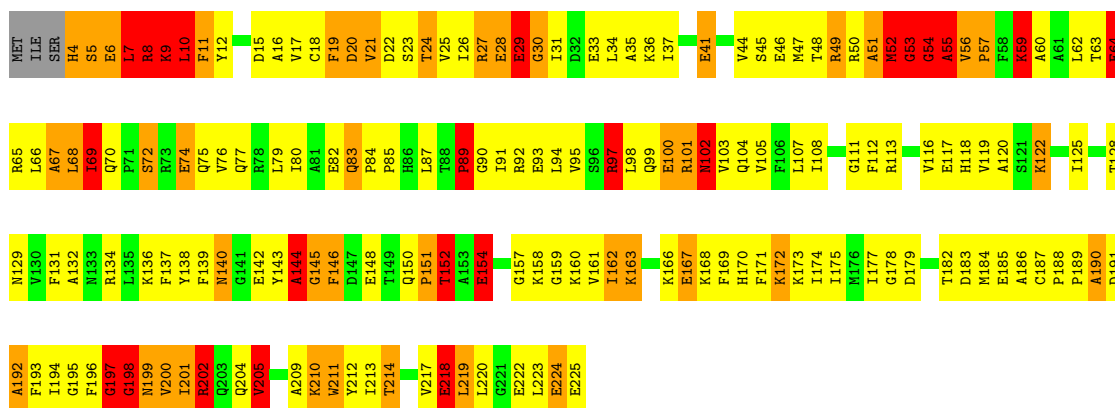 MET ILE SER H4 S5 E6 L7 R8 K9 L10 F11 Y12 D15 A16 V17 C18 F19 D20 V21 D22 S23 T24 V25 I26 R27 E28 E29 G30 I31 D32 E33 L34 A35 K36 I37 E41 V44 S45 E46 M47 T48 R49 R50 A51 M52 G53 G54 A55 V56 P57 F58 K59 A60 A61 L62 T63
R65 L66 A67 L68 I69 Q70 P71 S72 R73 E74 Q75 V76 Q77 R78 L79 I80 A81 E82 Q83 P84 P85 H86 L87 T88 P89 G90 I91 R92 E93 L94 V95 S96 R97 L98 Q99 E100 R101 N102 V103 Q104 V105 F106 L107 I108 G111 F112 R113 V116 E117 H118 V119 A120 S121 K122 I125
N129 V130 F131 A132 N133 R134 L135 K136 F137 Y138 F139 N140 G141 E142 Y143 A144 G145 F146 D147 E148 T149 Q150 P151 T152 A153 E154 G157 K158 G159 K160 V161 I162 K163 K166 E167 K168 F169 H170 F171 K172 K173 I174 I175 M176 I177 G178 D179 T182 D183 M184 E185 A186 C187 P188 P189 A190
A192 F193 I194 G195 F196 G197 G198 N199 V200 I201 R202 Q203 Q204 V205 A209 K210 W211 Y212 I213 T214 V217 E218 L219 L220 G221 E222 L223 E224 E225